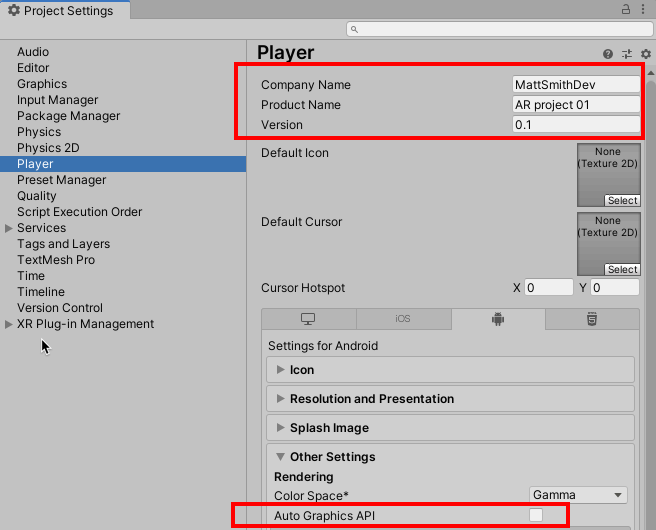 Project Settings
Audio
Editor
Graphics
Input Manager
Package Manager
Physics
Physics 2D
Player
Preset Manager
Quality
Script Execution Order
Services
Tags and Layers
TextMesh Pro
Time
Timeline
Version Control
XR Plug-in Management
Player
Company Name MattSmithDev
Product Name AR project 01
Version 0.1
Default Icon
None
(Texture 2D)
Select
Default Cursor
None
(Texture 2D)
Select
Cursor Hotspot X 0 Y 0
iOS
Settings for Android
Icon
Resolution and Presentation
Splash Image
Other Settings
Rendering
Color Space* Gamma
Auto Graphics API